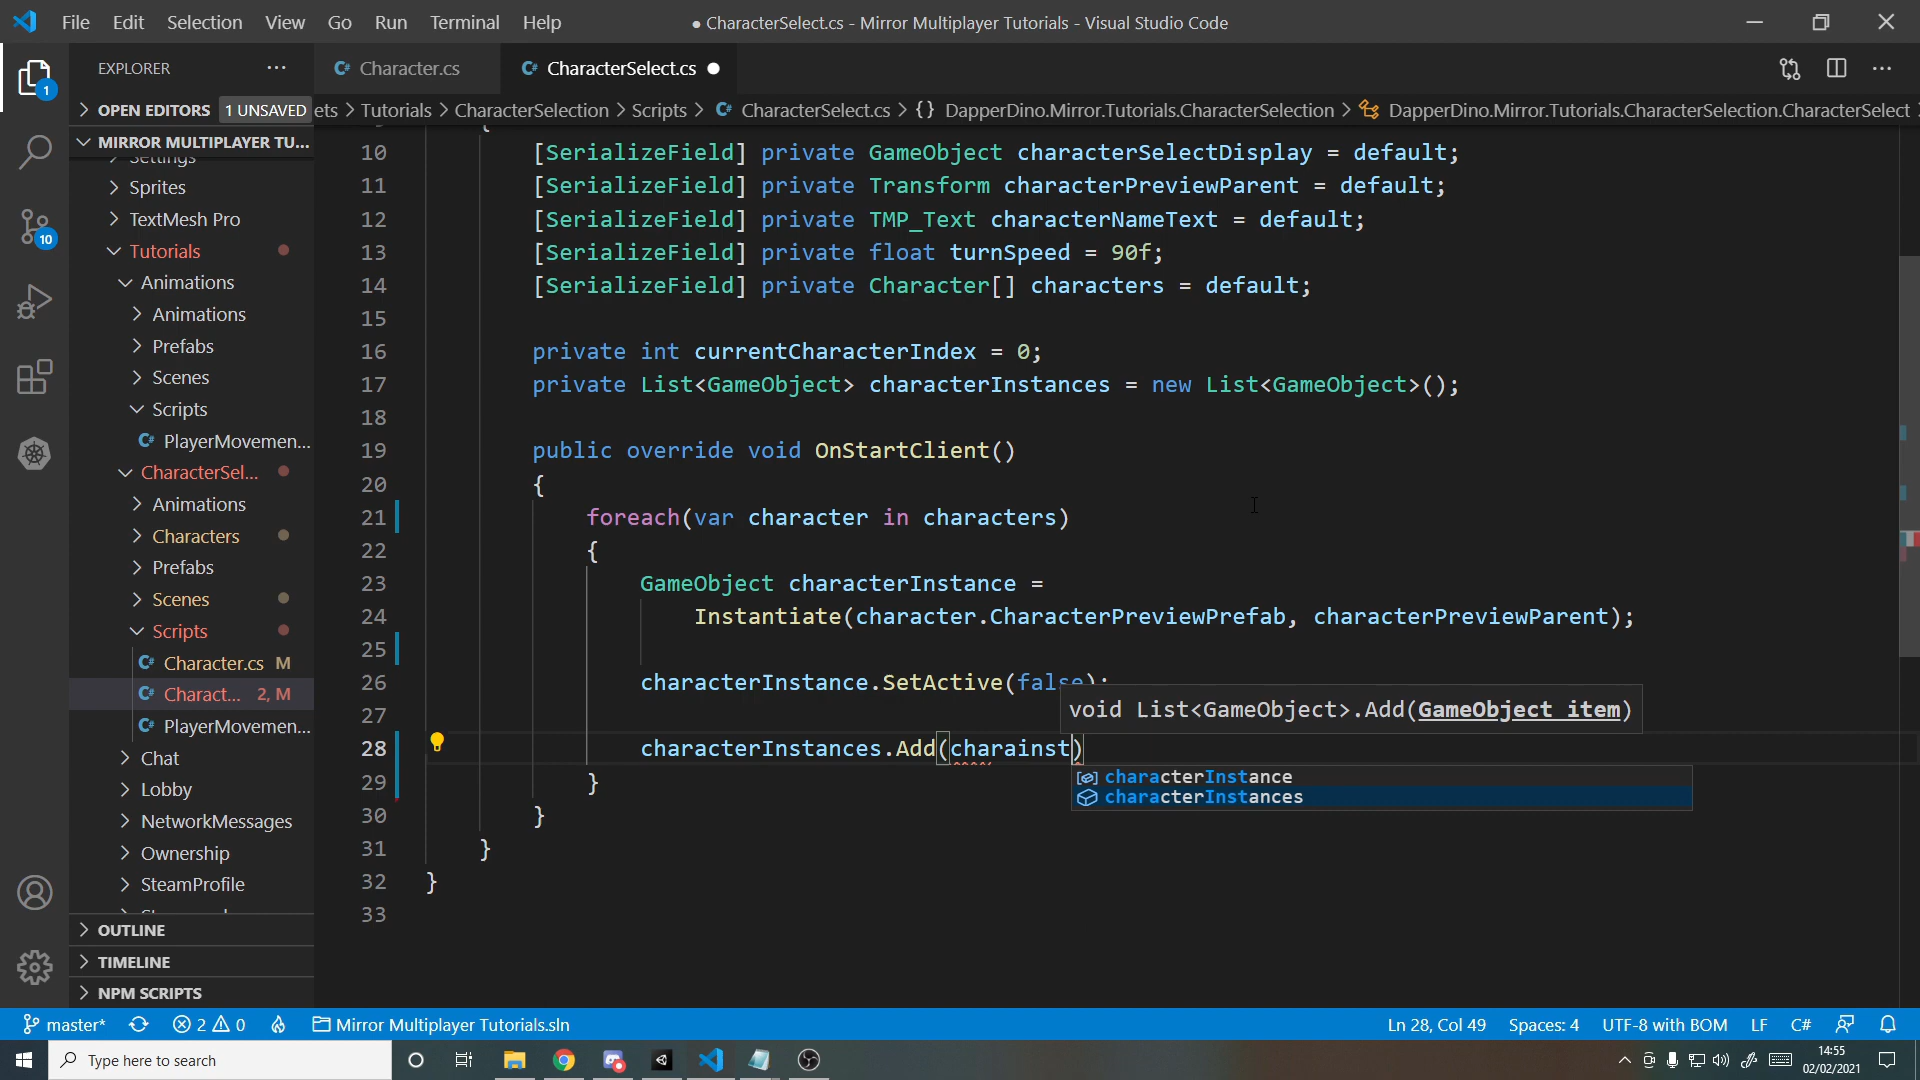 File Edit Selection View Go Run Terminal Help
● CharacterSelect.cs - Mirror Multiplayer Tutorials - Visual Studio Code
EXPLORER
Character.cs
CharacterSelect.cs
OPEN EDITORS 1 UNSAVED
ets > Tutorials > CharacterSelection > Scripts > CharacterSelect.cs > {} DapperDino.Mirror.Tutorials.CharacterSelection > DapperDino.Mirror.Tutorials.CharacterSelection.CharacterSelect
MIRROR MULTIPLAYER TU...
Settings
Sprites
TextMesh Pro
Tutorials
Animations
Animations
Prefabs
Scenes
Scripts
PlayerMovemen...
CharacterSel...
Animations
Characters
Prefabs
Scenes
Scripts
Character.cs M
Charact... 2, M
PlayerMovemen...
Chat
Lobby
NetworkMessages
Ownership
SteamProfile
OUTLINE
TIMELINE
NPM SCRIPTS
1
10
{
10 [SerializeField] private GameObject characterSelectDisplay = default;
11 [SerializeField] private Transform characterPreviewParent = default;
12 [SerializeField] private TMP_Text characterNameText = default;
13 [SerializeField] private float turnSpeed = 90f;
14 [SerializeField] private Character[] characters = default;
15
16 private int currentCharacterIndex = 0;
17 private List<GameObject> characterInstances = new List<GameObject>();
18
19 public override void OnStartClient()
20 {
21 foreach(var character in characters)
22 {
23 GameObject characterInstance =
24 Instantiate(character.CharacterPreviewPrefab, characterPreviewParent);
25
26 characterInstance.SetActive(false);
27
void List<GameObject>.Add(GameObject item)
28 characterInstances.Add(charainst)
characterInstance
characterInstances
29 }
30 }
31 }
32 }
33
master* 2 0 Mirror Multiplayer Tutorials.sln
Ln 28, Col 49 Spaces: 4 UTF-8 with BOM LF C#
Type here to search
14:55
02/02/2021